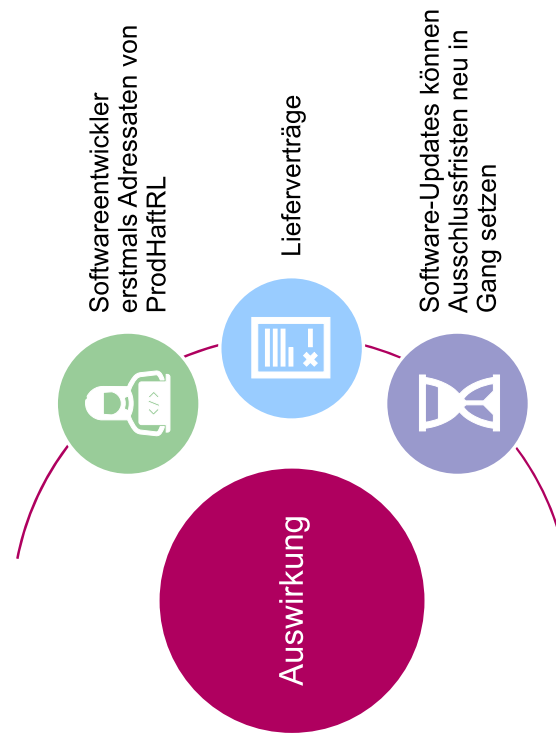 Auswirkung
Softwareentwickler
erstmals Adressaten von
ProdHaftRL
</>
Lieferverträge
Software-Updates können
Ausschlussfristen neu in
Gang setzen